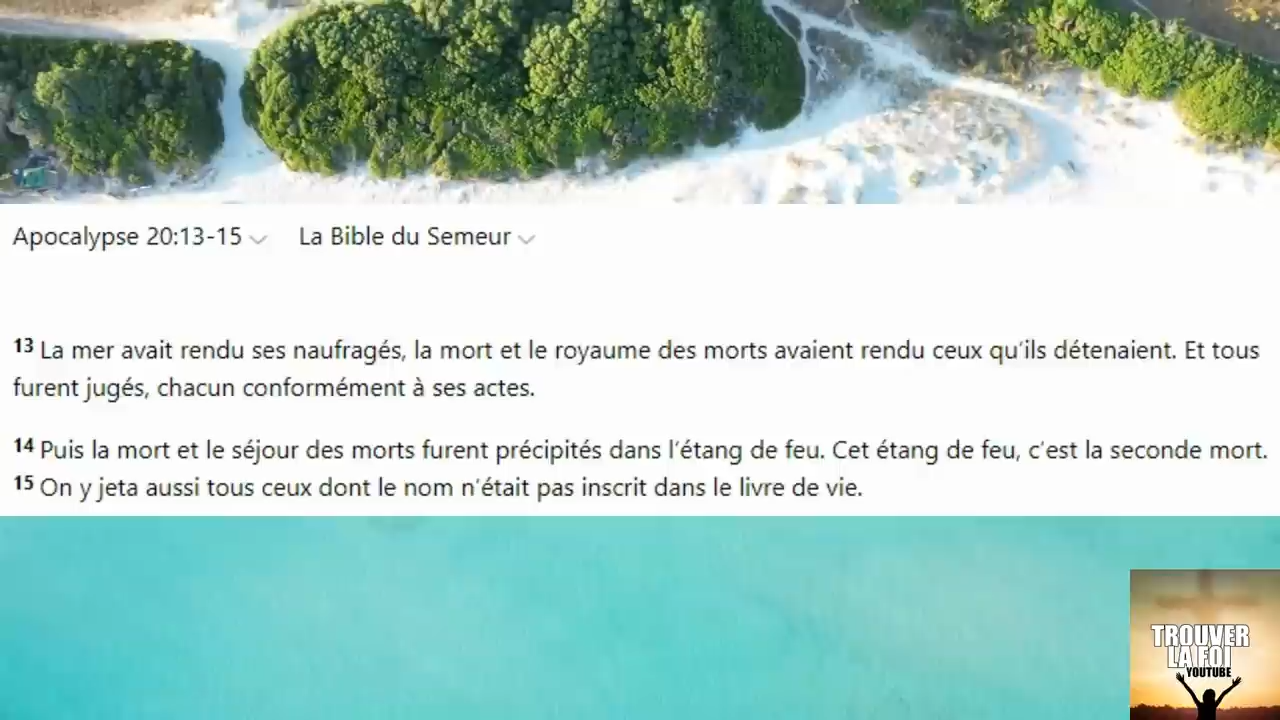 Apocalypse 20:13-15 La Bible du Semeur
13 La mer avait rendu ses naufragés, la mort et le royaume des morts avaient rendu ceux qu'ils détenaient. Et tous
furent jugés, chacun conformément à ses actes.
14 Puis la mort et le séjour des morts furent précipités dans l'étang de feu. Cet étang de feu, c'est la seconde mort.
15 On y jeta aussi tous ceux dont le nom n'était pas inscrit dans le livre de vie.
TROUVER
LA FOI
YOUTUBE